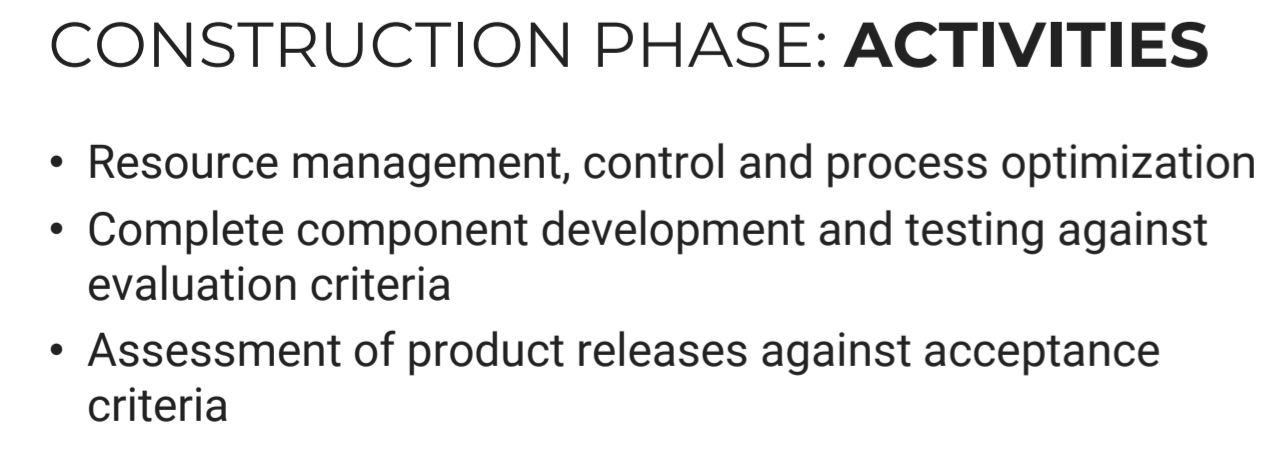 CONSTRUCTION PHASE: ACTIVITIES
• Resource management, control and process optimization
• Complete component development and testing against
evaluation criteria
• Assessment of product releases against acceptance
criteria